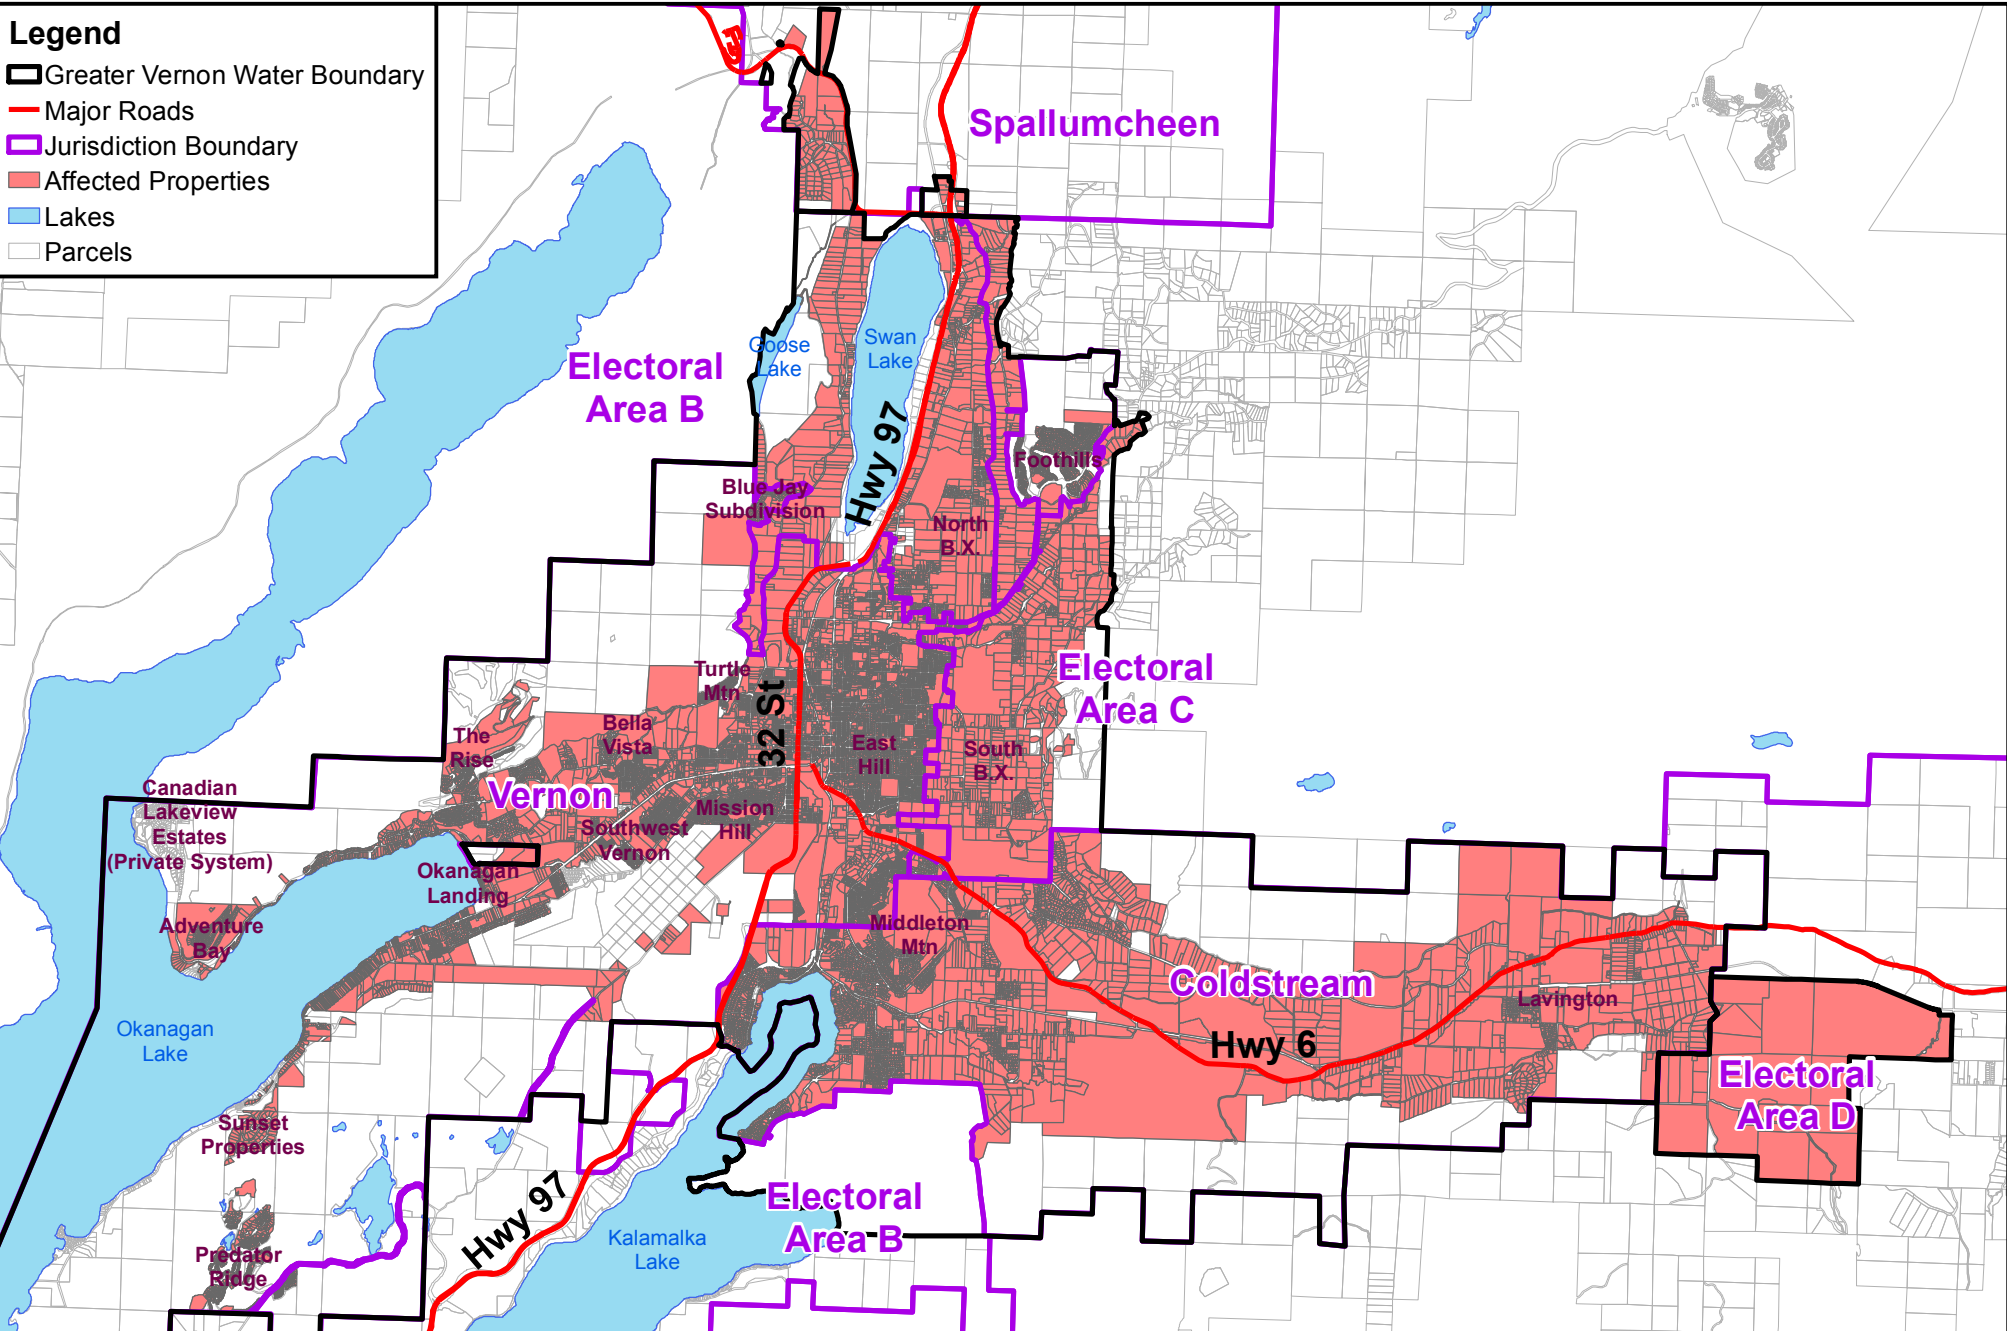 Legend
Greater Vernon Water Boundary
Major Roads
Jurisdiction Boundary
Affected Properties
Lakes
Parcels
Spallumcheen
Electoral
Area B
Goose
Lake
Swan
Lake
Hwy 97
Foothills
Blue Jay
Subdivision
North
B.X.
Electoral
Area C
Turtle
Mtn
32 St
Bella
Vista
The
Rise
East
Hill
South
B.X.
Vernon
Canadian
Lakeview
Estates
(Private System)
Mission
Hill
Southwest
Vernon
Okanagan
Landing
Adventure
Bay
Middleton
Mtn
Coldstream
Lavington
Okanagan
Lake
Hwy 6
Electoral
Area D
Sunset
Properties
Hwy 97
Electoral
Area B
Kalamalka
Lake
Predator
Ridge